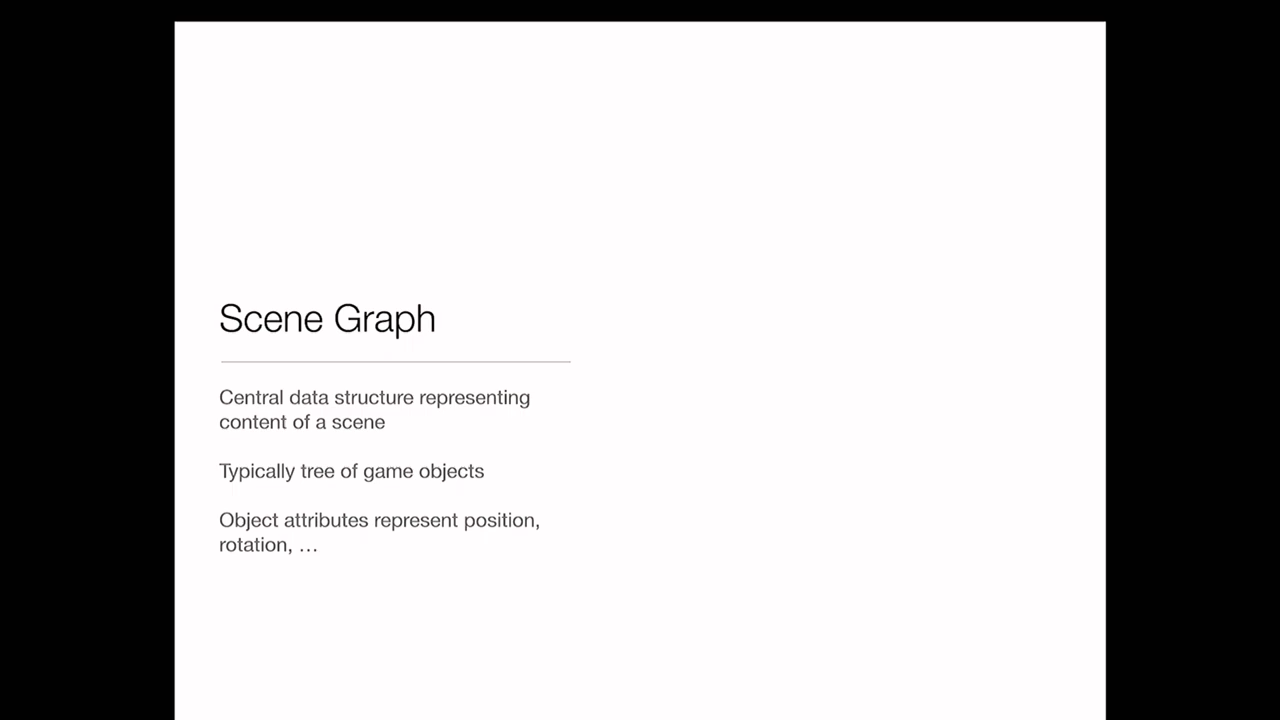 Scene Graph
Central data structure representing
content of a scene
Typically tree of game objects
Object attributes represent position,
rotation, …